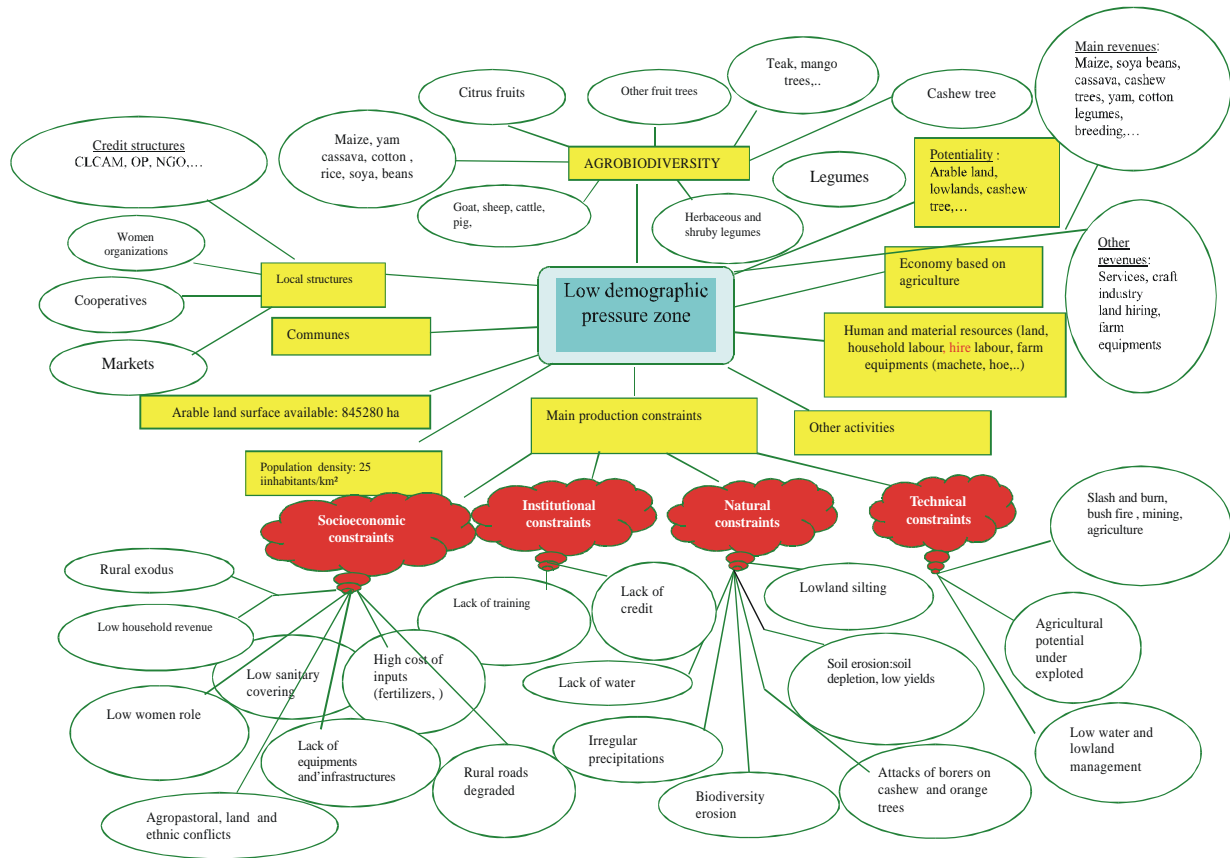 Main revenues:
Maize, soya beans,
cassava, cashew
trees, yam, cotton
legumes,
breeding,…
Teak, mango
trees,..
Citrus fruits
Other fruit trees
Cashew tree
Credit structures
CLCAM, OP, NGO,…
Maize, yam
cassava, cotton ,
rice, soya, beans
AGROBIODIVERSITY
Potentiality :
Arable land,
lowlands, cashew
tree,…
Legumes
Goat, sheep, cattle,
pig,
Herbaceous and
shruby legumes
Women
organizations
Local structures
Economy based on
agriculture
Other
revenues:
Services, craft
industry
land hiring,
farm
equipments
Low demographic
pressure zone
Cooperatives
Communes
Human and material resources (land,
household labour, hire labour, farm
equipments (machete, hoe,..)
Markets
Arable land surface available: 845280 ha
Main production constraints
Other activities
Population density: 25
iinhabitants/km²
Socioeconomic
constraints
Institutional
constraints
Natural
constraints
Technical
constraints
Slash and burn,
bush fire , mining,
agriculture
Rural exodus
Lack of training
Lack of
credit
Lowland silting
Low household revenue
Low sanitary
covering
High cost of
inputs
(fertilizers, )
Lack of water
Soil erosion:soil
depletion, low yields
Agricultural
potential
under
exploted
Low women role
Lack of
equipments
and'infrastructures
Rural roads
degraded
Irregular
precipitations
Biodiversity
erosion
Attacks of borers on
cashew and orange
trees
Low water and
lowland
management
Agropastoral, land and
ethnic conflicts